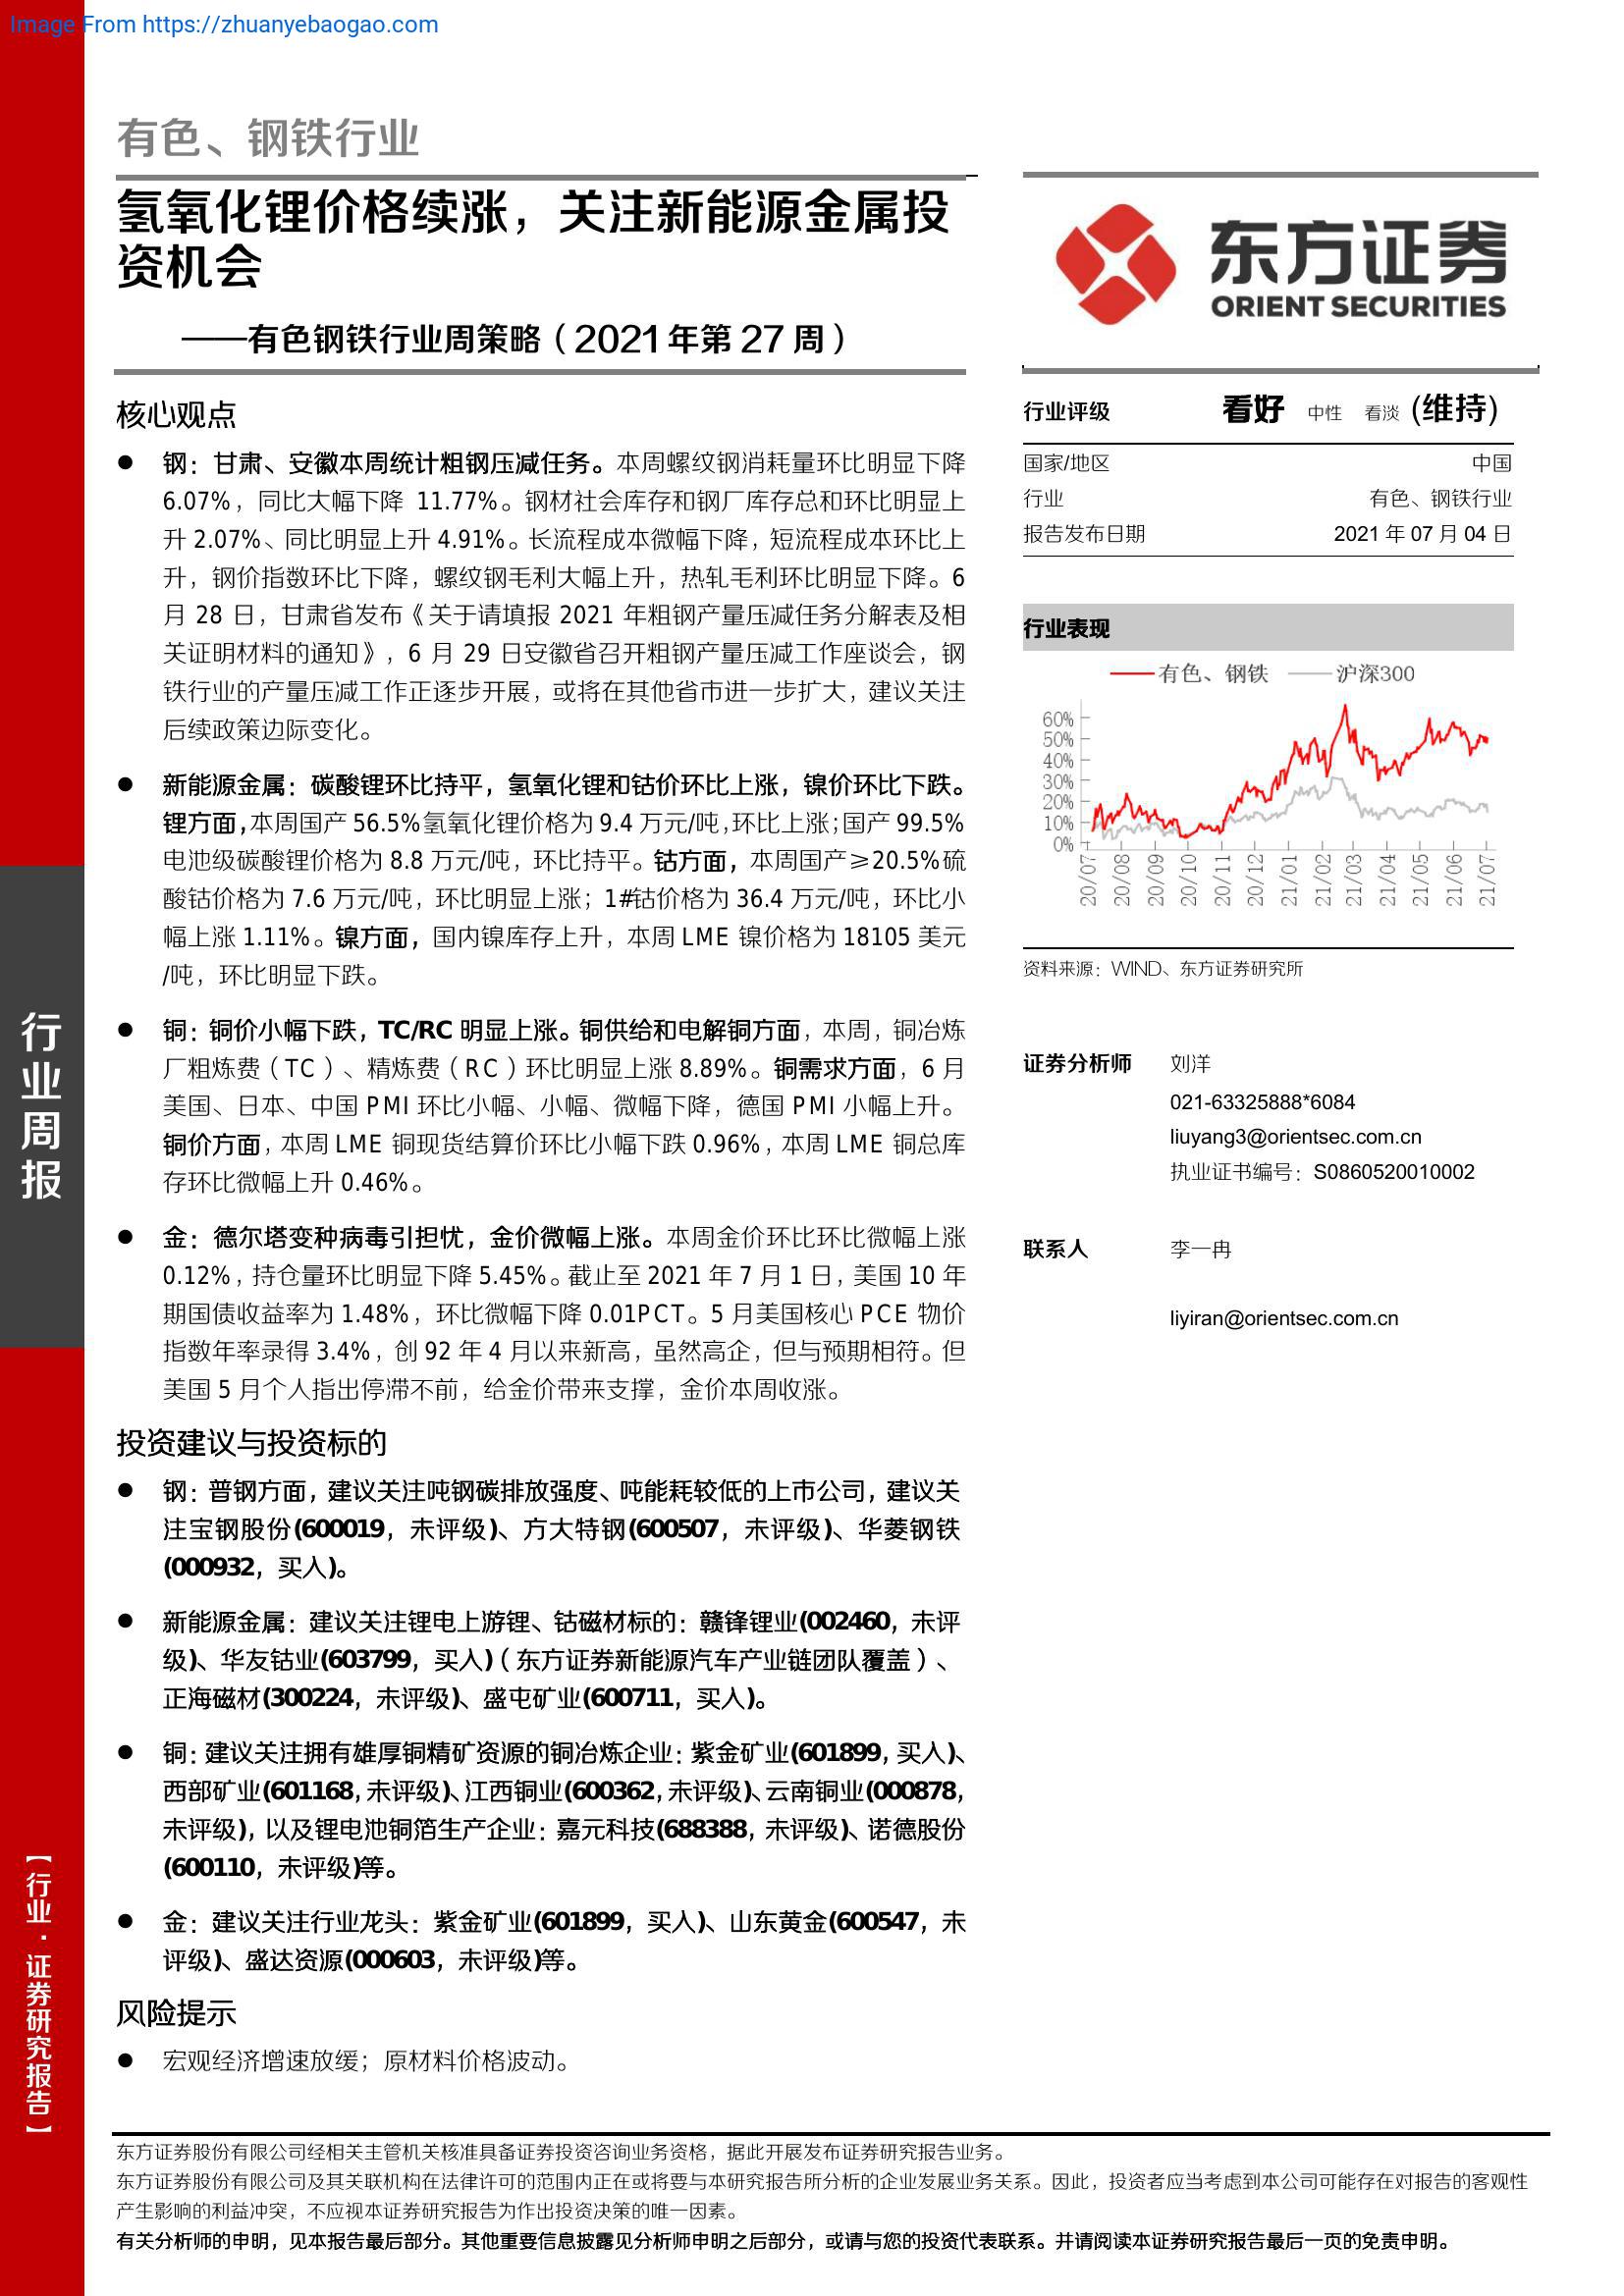 Image From https://zhuanyebaogao.com
有色、钢铁行业
氢氧化锂价格续涨，关注新能源金属投
资机会
——有色钢铁行业周策略（2021年第 27 周）
核心观点
● 钢：甘肃、安徽本周统计粗钢压减任务。本周螺纹钢消耗量环比明显下降
6.07%，同比大幅下降 11.77%。钢材社会库存和钢厂库存总和环比明显上
升 2.07%、同比明显上升 4.91%。长流程成本微幅下降，短流程成本环比上
升，钢价指数环比下降，螺纹钢毛利大幅上升，热轧毛利环比明显下降。6
月 28 日，甘肃省发布《关于请填报 2021 年粗钢产量压减任务分解表及相
关证明材料的通知》，6 月 29 日安徽省召开粗钢产量压减工作座谈会，钢
铁行业的产量压减工作正逐步开展，或将在其他省市进一步扩大，建议关注
后续政策边际变化。
● 新能源金属：碳酸锂环比持平，氢氧化锂和钴价环比上涨，镍价环比下跌。
锂方面，本周国产 56.5%氢氧化锂价格为 9.4 万元/吨，环比上涨；国产 99.5%
电池级碳酸锂价格为 8.8 万元/吨，环比持平。钴方面，本周国产≥20.5%硫
酸钴价格为 7.6 万元/吨，环比明显上涨；1#钴价格为 36.4 万元/吨，环比小
幅上涨 1.11%。镍方面，国内镍库存上升，本周 LME 镍价格为 18105 美元
/吨，环比明显下跌。
● 铜：铜价小幅下跌，TC/RC 明显上涨。铜供给和电解铜方面，本周，铜冶炼
厂粗炼费（TC）、精炼费（RC）环比明显上涨 8.89%。铜需求方面，6 月
美国、日本、中国 PMI 环比小幅、小幅、微幅下降，德国 PMI 小幅上升。
铜价方面，本周 LME 铜现货结算价环比小幅下跌 0.96%，本周 LME 铜总库
存环比微幅上升 0.46%。
● 金：德尔塔变种病毒引担忧，金价微幅上涨。本周金价环比环比微幅上涨
0.12%，持仓量环比明显下降 5.45%。截止至 2021 年 7 月 1 日，美国 10 年
期国债收益率为 1.48%，环比微幅下降 0.01PCT。5 月美国核心 PCE 物价
指数年率录得 3.4%，创 92 年 4 月以来新高，虽然高企，但与预期相符。但
美国 5 月个人指出停滞不前，给金价带来支撑，金价本周收涨。
投资建议与投资标的
● 钢：普钢方面，建议关注吨钢碳排放强度、吨能耗较低的上市公司，建议关
注宝钢股份(600019，未评级)、方大特钢(600507，未评级)、华菱钢铁
(000932，买入)。
● 新能源金属：建议关注锂电上游锂、钴磁材标的：赣锋锂业(002460，未评
级)、华友钴业(603799，买入)（东方证券新能源汽车产业链团队覆盖）、
正海磁材(300224，未评级)、盛屯矿业(600711，买入)。
● 铜：建议关注拥有雄厚铜精矿资源的铜冶炼企业：紫金矿业(601899，买入)、
西部矿业(601168，未评级)、江西铜业(600362，未评级)、云南铜业(000878，
未评级)，以及锂电池铜箔生产企业：嘉元科技(688388，未评级)、诺德股份
(600110，未评级)等。
● 金：建议关注行业龙头：紫金矿业(601899，买入)、山东黄金(600547，未
评级)、盛达资源(000603，未评级)等。
风险提示
● 宏观经济增速放缓；原材料价格波动。
东方证券
ORIENT SECURITIES
行业评级 看好 中性 看淡 (维持)
国家/地区 中国
行业 有色、钢铁行业
报告发布日期 2021 年 07 月 04 日
行业表现
有色、钢铁 沪深300
60%
50%
40%
30%
20%
10%
0%
20/07 20/08 20/09 20/10 20/11 20/12 21/01 21/02 21/03 21/04 21/05 21/06 21/07
资料来源：WIND、东方证券研究所
证券分析师 刘洋
021-63325888*6084
liuyang3@orientsec.com.cn
执业证书编号：S0860520010002
联系人 李一冉
liyiran@orientsec.com.cn
行业周报
【行业·证券研究报告】
东方证券股份有限公司经相关主管机关核准具备证券投资咨询业务资格，据此开展发布证券研究报告业务。
东方证券股份有限公司及其关联机构在法律许可的范围内正在或将要与本研究报告所分析的企业发展业务关系。因此，投资者应当考虑到本公司可能存在对报告的客观性
产生影响的利益冲突，不应视本证券研究报告为作出投资决策的唯一因素。
有关分析师的申明，见本报告最后部分。其他重要信息披露见分析师申明之后部分，或请与您的投资代表联系。并请阅读本证券研究报告最后一页的免责申明。